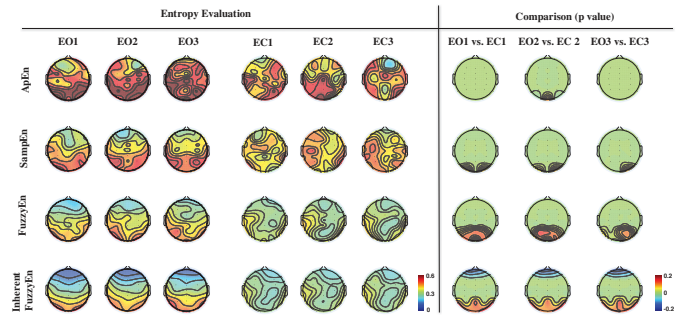 Entropy Evaluation
Comparison (p value)
EO1 EO2 EO3 EC1 EC2 EC3 EO1 vs. EC1 EO2 vs. EC 2 EO3 vs. EC3
ApEn
SampEn
FuzzyEn
Inherent
FuzzyEn
0.6
0.3
0
0.2
0
-0.2